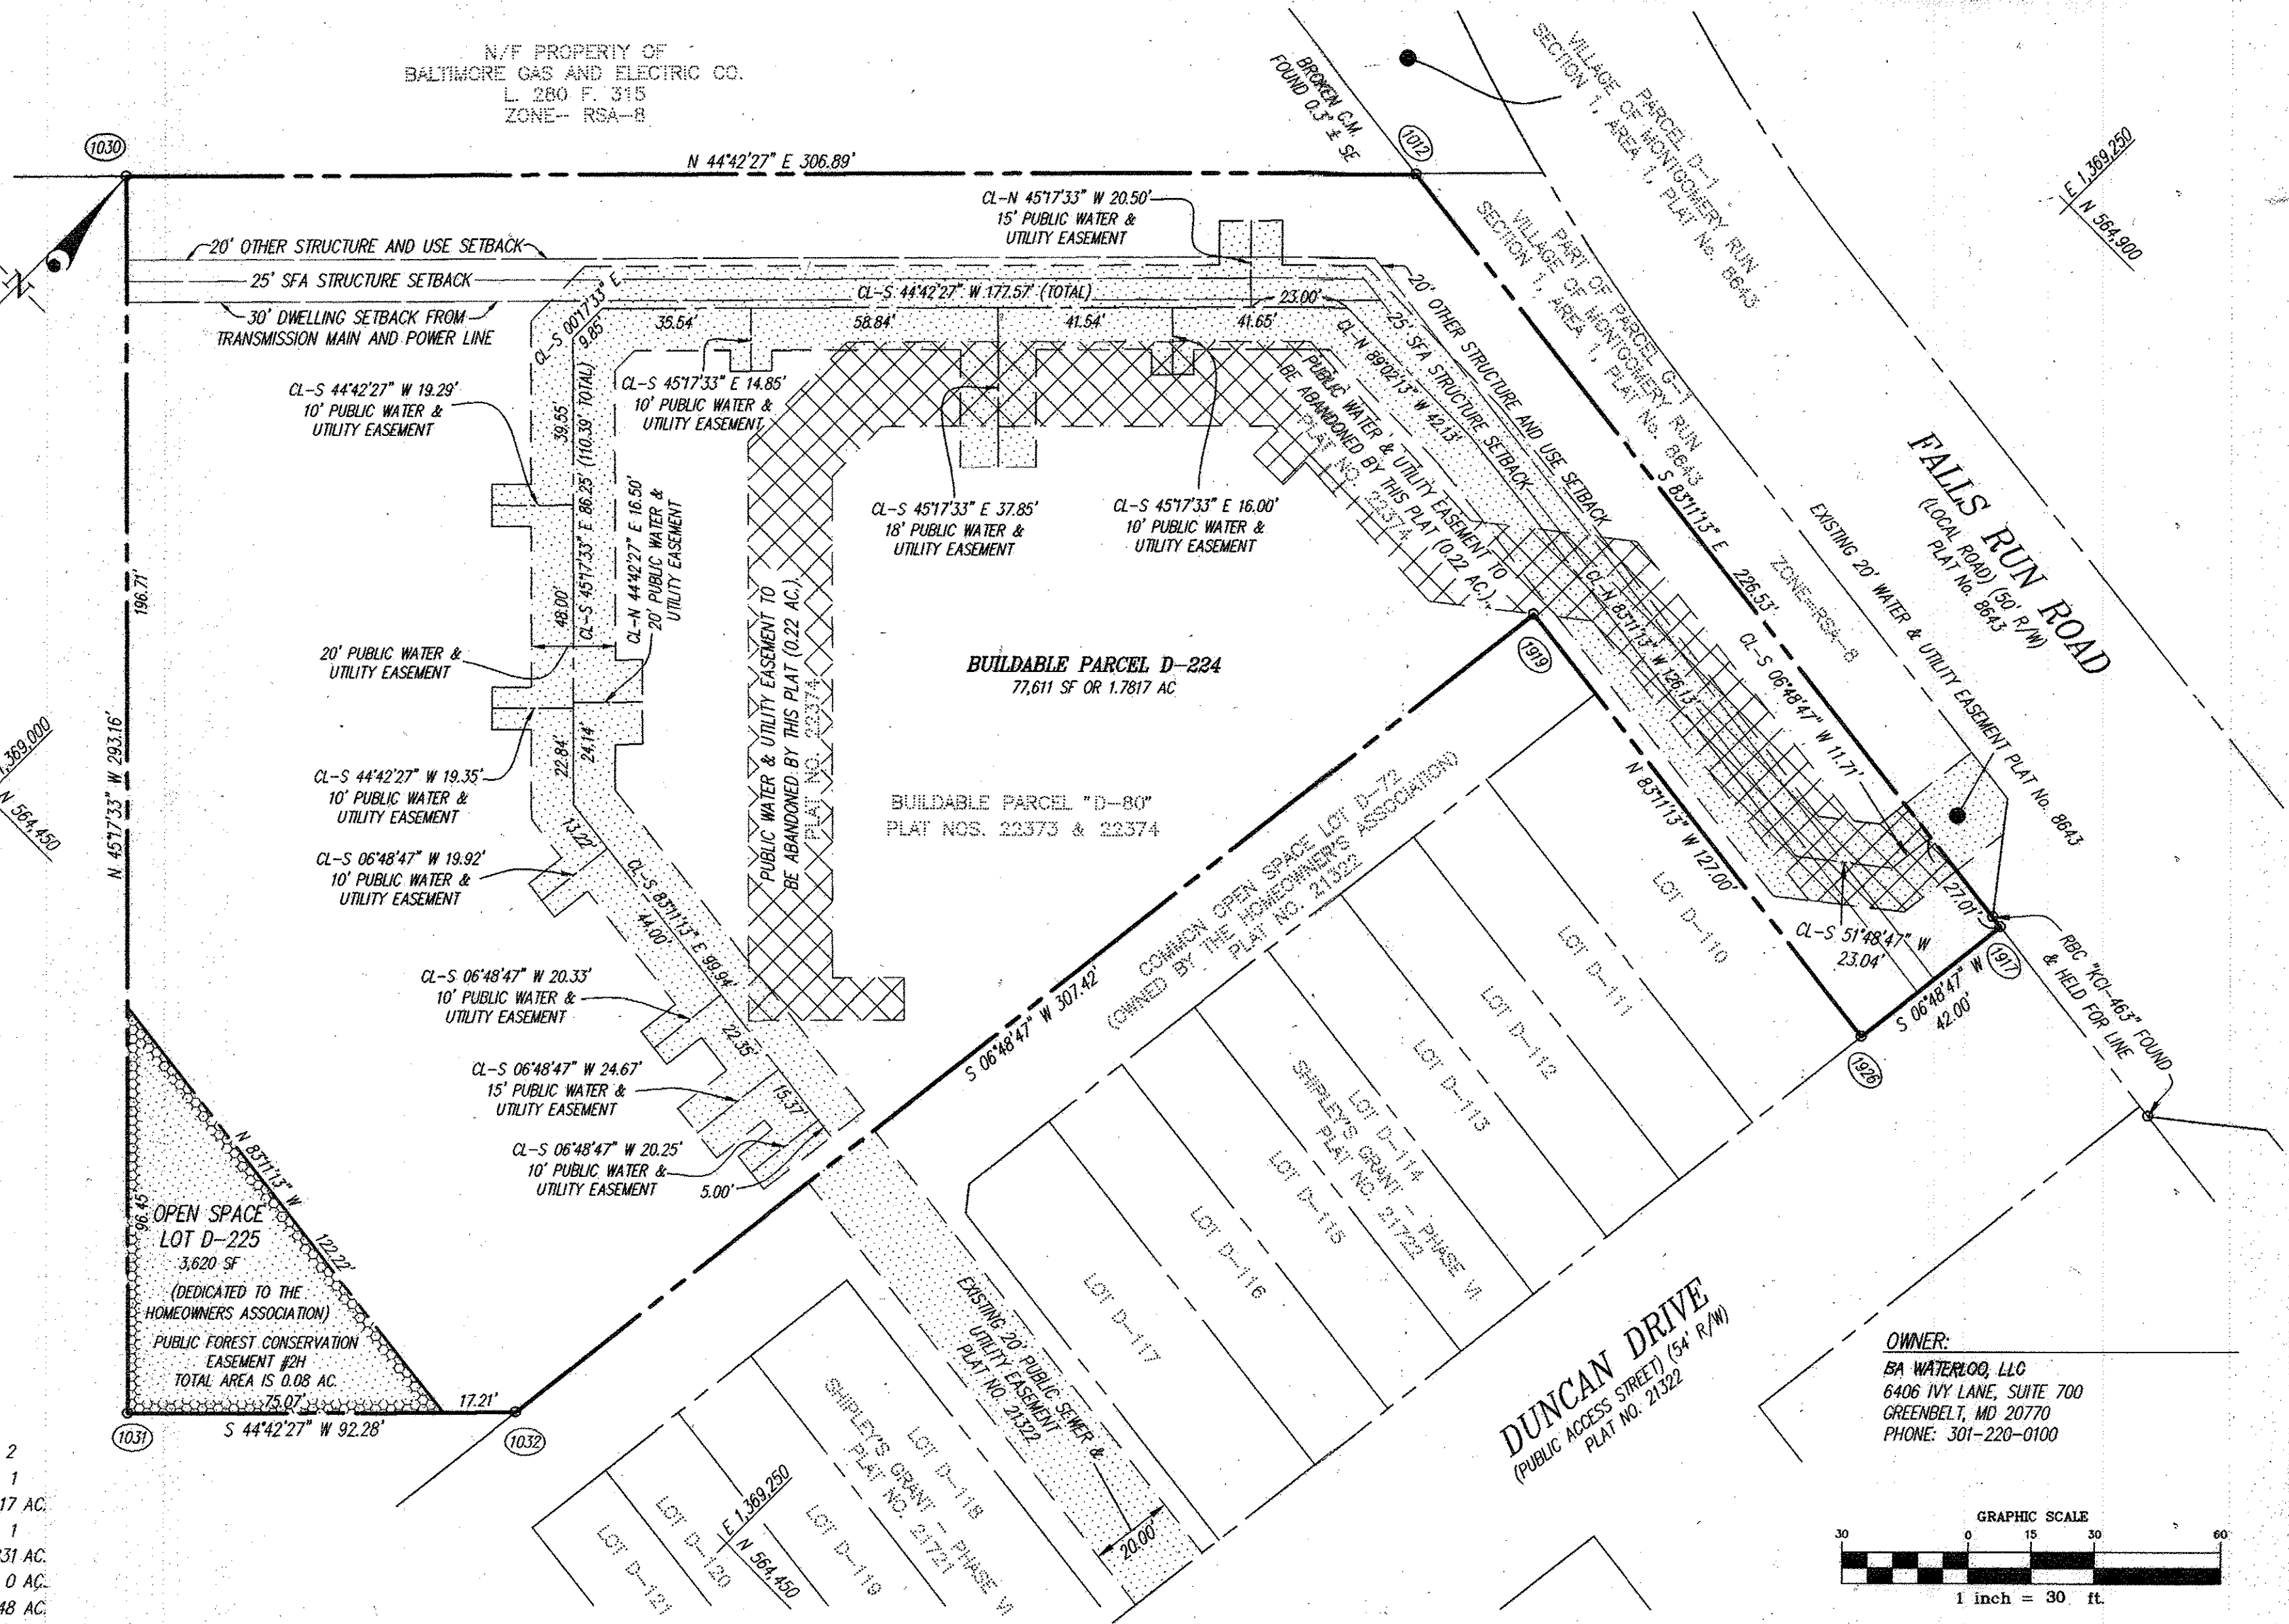 N/F PROPERTY OF
BALTIMORE GAS AND ELECTRIC CO.
L. 280 F. 315
ZONE-- RSA-8
BROKEN C.M.
FOUND 0.3' ± SE
PARCEL D-1
VILLAGE OF MONTGOMERY RUN
SECTION 1, AREA 1, PLAT No. 8643
E 1,369,250
N 564,900
1030
N 44°42'27" E 306.89'
1012
PART OF PARCEL G-1
VILLAGE OF MONTGOMERY RUN
SECTION 1, AREA 1, PLAT No. 8643
N
20' OTHER STRUCTURE AND USE SETBACK
25' SFA STRUCTURE SETBACK
30' DWELLING SETBACK FROM
TRANSMISSION MAIN AND POWER LINE
CL-N 45°17'33" W 20.50'
15' PUBLIC WATER &
UTILITY EASEMENT
CL-S 44°42'27" W 177.57' (TOTAL)
23.00'
35.54'
58.84'
41.54'
41.65'
CL-S 00°17'33" E
9.85'
20' OTHER STRUCTURE AND USE SETBACK
25' SFA STRUCTURE SETBACK
CL-N 89°02'13" W 42.13'
PUBLIC WATER & UTILITY EASEMENT TO
BE ABANDONED BY THIS PLAT (0.22 AC.)
PLAT NO. 22374
CL-S 44°42'27" W 19.29'
10' PUBLIC WATER &
UTILITY EASEMENT
CL-S 45°17'33" E 14.85'
10' PUBLIC WATER &
UTILITY EASEMENT
39.55'
CL-S 45°17'33" E 86.25' (110.39' TOTAL)
48.00'
CL-N 44°42'27" E 16.50'
20' PUBLIC WATER &
UTILITY EASEMENT
CL-S 45°17'33" E 37.85'
18' PUBLIC WATER &
UTILITY EASEMENT
CL-S 45°17'33" E 16.00'
10' PUBLIC WATER &
UTILITY EASEMENT
FALLS RUN ROAD
(LOCAL ROAD) (50' R/W)
PLAT No. 8643
S 83°11'13" E 226.53'
ZONE-RSA-8
EXISTING 20' WATER & UTILITY EASEMENT PLAT No. 8643
CL-N 83°11'13" W 126.13'
CL-S 06°48'47" W 11.71'
196.71'
N 45°17'33" W 293.16'
20' PUBLIC WATER &
UTILITY EASEMENT
PUBLIC WATER & UTILITY EASEMENT TO
BE ABANDONED BY THIS PLAT (0.22 AC.)
PLAT NO. 22374
BUILDABLE PARCEL D-224
77,611 SF OR 1.7817 AC
1919
22.84'
24.14'
CL-S 44°42'27" W 19.35'
10' PUBLIC WATER &
UTILITY EASEMENT
BUILDABLE PARCEL "D-80"
PLAT NOS. 22373 & 22374
1,369,000
N 564,450
13.22'
CL-S 06°48'47" W 19.92'
10' PUBLIC WATER &
UTILITY EASEMENT
CL-S 83°11'13" E 99.94'
44.00'
N 83°11'13" W 127.00'
27.01'
CL-S 51°48'47" W
23.04'
RBC "KCI-463" FOUND
& HELD FOR LINE
1917
S 06°48'47" W
42.00'
1926
COMMON OPEN SPACE LOT D-72
(OWNED BY THE HOMEOWNER'S ASSOCIATION)
PLAT NO. 21322
S 06°48'47" W 307.42'
LOT D-110
LOT D-111
LOT D-112
LOT D-113
LOT D-114
SHIPLEY'S GRANT - PHASE VI
PLAT NO. 21722
LOT D-115
LOT D-116
LOT D-117
CL-S 06°48'47" W 20.33'
10' PUBLIC WATER &
UTILITY EASEMENT
22.35'
CL-S 06°48'47" W 24.67'
15' PUBLIC WATER &
UTILITY EASEMENT
15.37'
CL-S 06°48'47" W 20.25'
10' PUBLIC WATER &
UTILITY EASEMENT
5.00'
N 83°11'13" W
122.22'
96.45'
OPEN SPACE
LOT D-225
3,620 SF
(DEDICATED TO THE
HOMEOWNERS ASSOCIATION)
PUBLIC FOREST CONSERVATION
EASEMENT #2H
TOTAL AREA IS 0.08 AC.
75.07'
17.21'
1031
S 44°42'27" W 92.28'
1032
EXISTING 20' PUBLIC SEWER &
UTILITY EASEMENT
PLAT NO. 21322
20.00'
LOT D-118
SHIPLEY'S GRANT - PHASE VI
PLAT NO. 21721
LOT D-119
LOT D-120
LOT D-121
E 1,369,250
N 564,450
DUNCAN DRIVE
(PUBLIC ACCESS STREET) (54' R/W)
PLAT NO. 21322
OWNER:
BA WATERLOO, LLC
6406 IVY LANE, SUITE 700
GREENBELT, MD 20770
PHONE: 301-220-0100
2
1
17 AC.
1
31 AC.
0 AC.
48 AC.
GRAPHIC SCALE
30 0 15 30 60
1 inch = 30 ft.